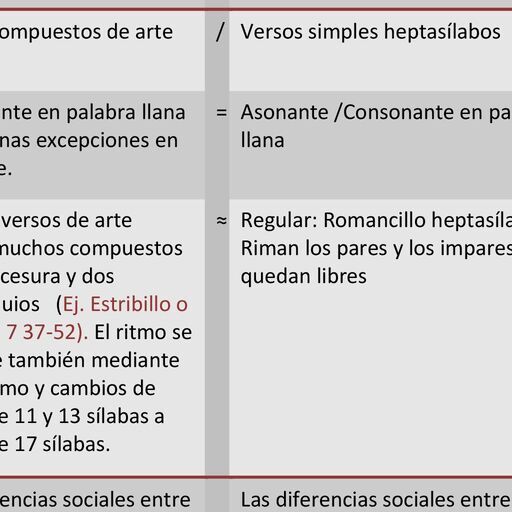 ompuestos de arte / Versos simples heptasílabos
nte en palabra llana = Asonante /Consonante en pa
nas excepciones en llana
e.
versos de arte ≈ Regular: Romancillo heptasíla
muchos compuestos Riman los pares y los impares
cesura y dos quedan libres
uios (Ej. Estribillo o
7 37-52). El ritmo se
e también mediante
mo y cambios de
e 11 y 13 sílabas a
e 17 sílabas.
encias sociales entre Las diferencias sociales entre